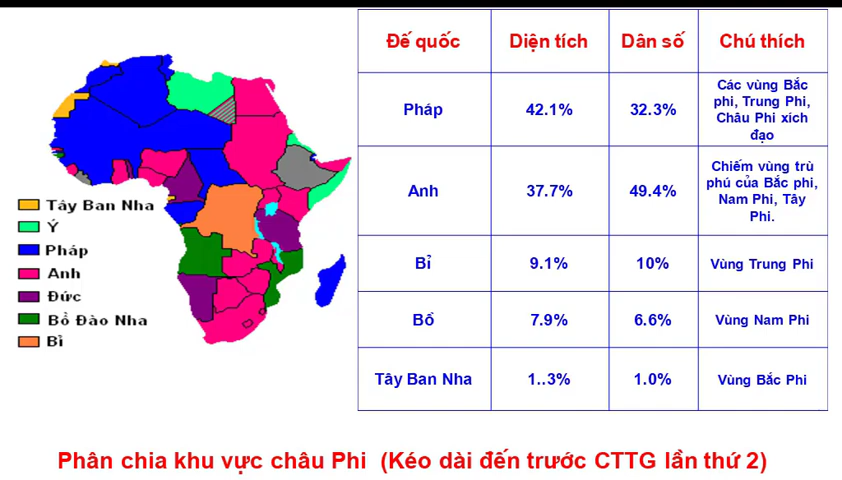 Đế quốc
Diện tích
Dân số
Chú thích
Pháp
42.1%
32.3%
Các vùng Bắc
phi, Trung Phi,
Châu Phi xích
đạo
Anh
37.7%
49.4%
Chiếm vùng trù
phú của Bắc phi,
Nam Phi, Tây
Phi.
Bỉ
9.1%
10%
Vùng Trung Phi
Bồ
7.9%
6.6%
Vùng Nam Phi
Tây Ban Nha
1..3%
1.0%
Vùng Bắc Phi
Tây Ban Nha
Ý
Pháp
Anh
Đức
Bồ Đào Nha
Bỉ
Phân chia khu vực châu Phi (Kéo dài đến trước CTTG lần thứ 2)